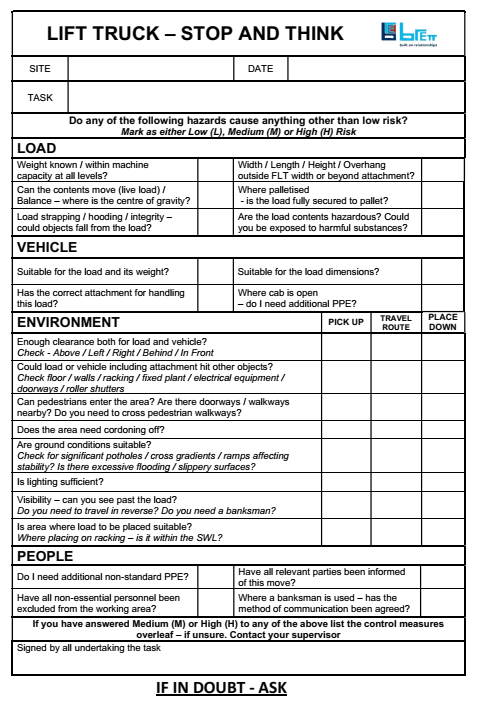 LIFT TRUCK – STOP AND THINK
brett
built on relationships
SITE
DATE
TASK
Do any of the following hazards cause anything other than low risk?
Mark as either Low (L), Medium (M) or High (H) Risk
LOAD
Weight known / within machine
capacity at all levels?
Width / Length / Height / Overhang
outside FLT width or beyond attachment?
Can the contents move (live load) /
Balance – where is the centre of gravity?
Where palletised
- is the load fully secured to pallet?
Load strapping / hooding / integrity –
could objects fall from the load?
Are the load contents hazardous? Could
you be exposed to harmful substances?
VEHICLE
Suitable for the load and its weight?
Suitable for the load dimensions?
Has the correct attachment for handling
this load?
Where cab is open
– do I need additional PPE?
ENVIRONMENT
PICK UP
TRAVEL
ROUTE
PLACE
DOWN
Enough clearance both for load and vehicle?
Check - Above / Left / Right / Behind / In Front
Could load or vehicle including attachment hit other objects?
Check floor / walls / racking / fixed plant / electrical equipment /
doorways / roller shutters
Can pedestrians enter the area? Are there doorways / walkways
nearby? Do you need to cross pedestrian walkways?
Does the area need cordoning off?
Are ground conditions suitable?
Check for significant potholes / cross gradients / ramps affecting
stability? Is there excessive flooding / slippery surfaces?
Is lighting sufficient?
Visibility – can you see past the load?
Do you need to travel in reverse? Do you need a banksman?
Is area where load to be placed suitable?
Where placing on racking – is it within the SWL?
PEOPLE
Do I need additional non-standard PPE?
Have all relevant parties been informed
of this move?
Have all non-essential personnel been
excluded from the working area?
Where a banksman is used – has the
method of communication been agreed?
If you have answered Medium (M) or High (H) to any of the above list the control measures
overleaf – if unsure. Contact your supervisor
Signed by all undertaking the task
IF IN DOUBT - ASK